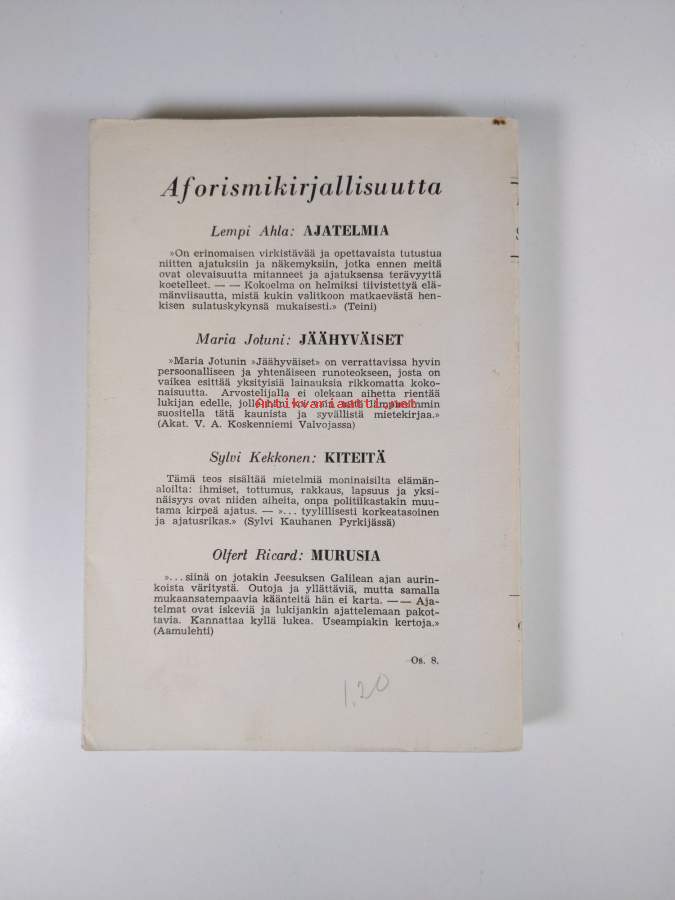 Aforismikirjallisuutta
Lempi Ahla: AJATELMIA
»On erinomaisen virkistävää ja opettavaista tutustua
niitten ajatuksiin ja näkemyksiin, jotka ennen meitä
ovat olevaisuutta mitanneet ja ajatuksensa terävyyttä
koetelleet. — — Kokoelma on helmiksi tiivistettyä elä-
mänviisautta, mistä kukin valitkoon matkaevästä hen-
kisen sulatuskykynsä mukaisesti.» (Teini)
Maria Jotuni: JÄÄHYVÄISET
»Maria Jotunin »Jäähyväiset» on verrattavissa hyvin
persoonalliseen ja yhtenäiseen runoteokseen, josta on
vaikea esittää yksityisiä lainauksia rikkomatta koko-
naisuutta. Arvostelijalla ei olekaan aihetta rientää
lukijan edelle,
Antikvariaatti.net
suositella tätä kaunista ja syvällistä mietekirjaa.»
(Akat. V. A. Koskenniemi Valvojassa)
Sylvi Kekkonen: KITEITÄ
Tämä teos sisältää mietelmiä moninaisilta elämän-
aloilta: ihmiset, tottumus, rakkaus, lapsuus ja yksi-
näisyys ovat niiden aiheita, onpa politiikastakin muu-
tama kirpeä ajatus. — »... tyylillisesti korkeatasoinen
ja ajatusrikas.» (Sylvi Kauhanen Pyrkijässä)
Olfert Ricard: MURUSIA
»... siinä on jotakin Jeesuksen Galilean ajan aurin-
koista väritystä. Outoja ja yllättäviä, mutta samalla
mukaansatempaavia käänteitä hän ei karta. — — Aja-
telmat ovat iskeviä ja lukijankin ajattelemaan pakot-
tavia. Kannattaa kyllä lukea. Useampiakin kertoja.»
(Aamulehti)
Os. 8.
1.20